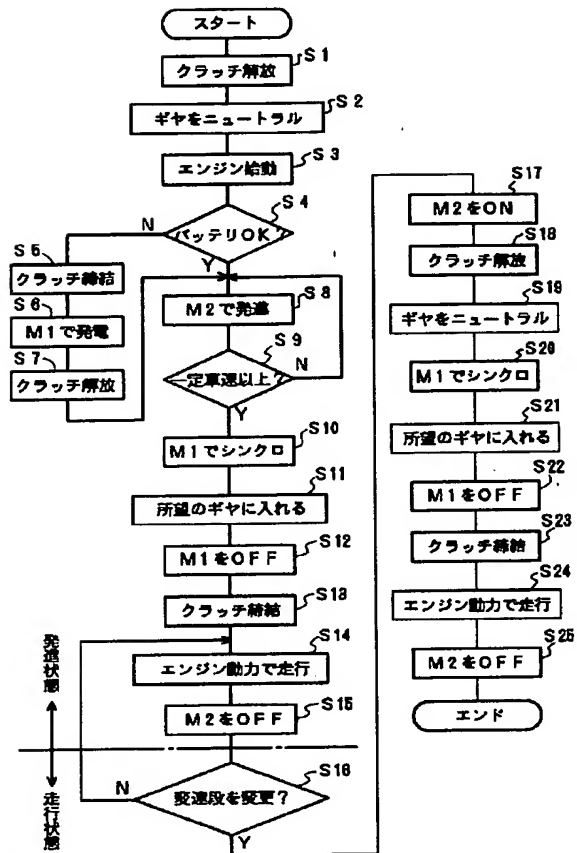 スタート
S1
クラッチ解放
S2
ギヤをニュートラル
S3
エンジン始動
S4
バッテリOK?
N
Y
S5
クラッチ締結
S6
M1で発電
S7
クラッチ解放
S8
M2で発進
S9
一定車速以上?
N
Y
S10
M1でシンクロ
S11
所望のギヤに入れる
S12
M1をOFF
S13
クラッチ締結
S14
エンジン動力で走行
S15
M2をOFF
発進状態
走行状態
S16
変速段を変更?
N
Y
S17
M2をON
S18
クラッチ解放
S19
ギヤをニュートラル
S20
M1でシンクロ
S21
所望のギヤに入れる
S22
M1をOFF
S23
クラッチ締結
S24
エンジン動力で走行
S25
M2をOFF
エンド